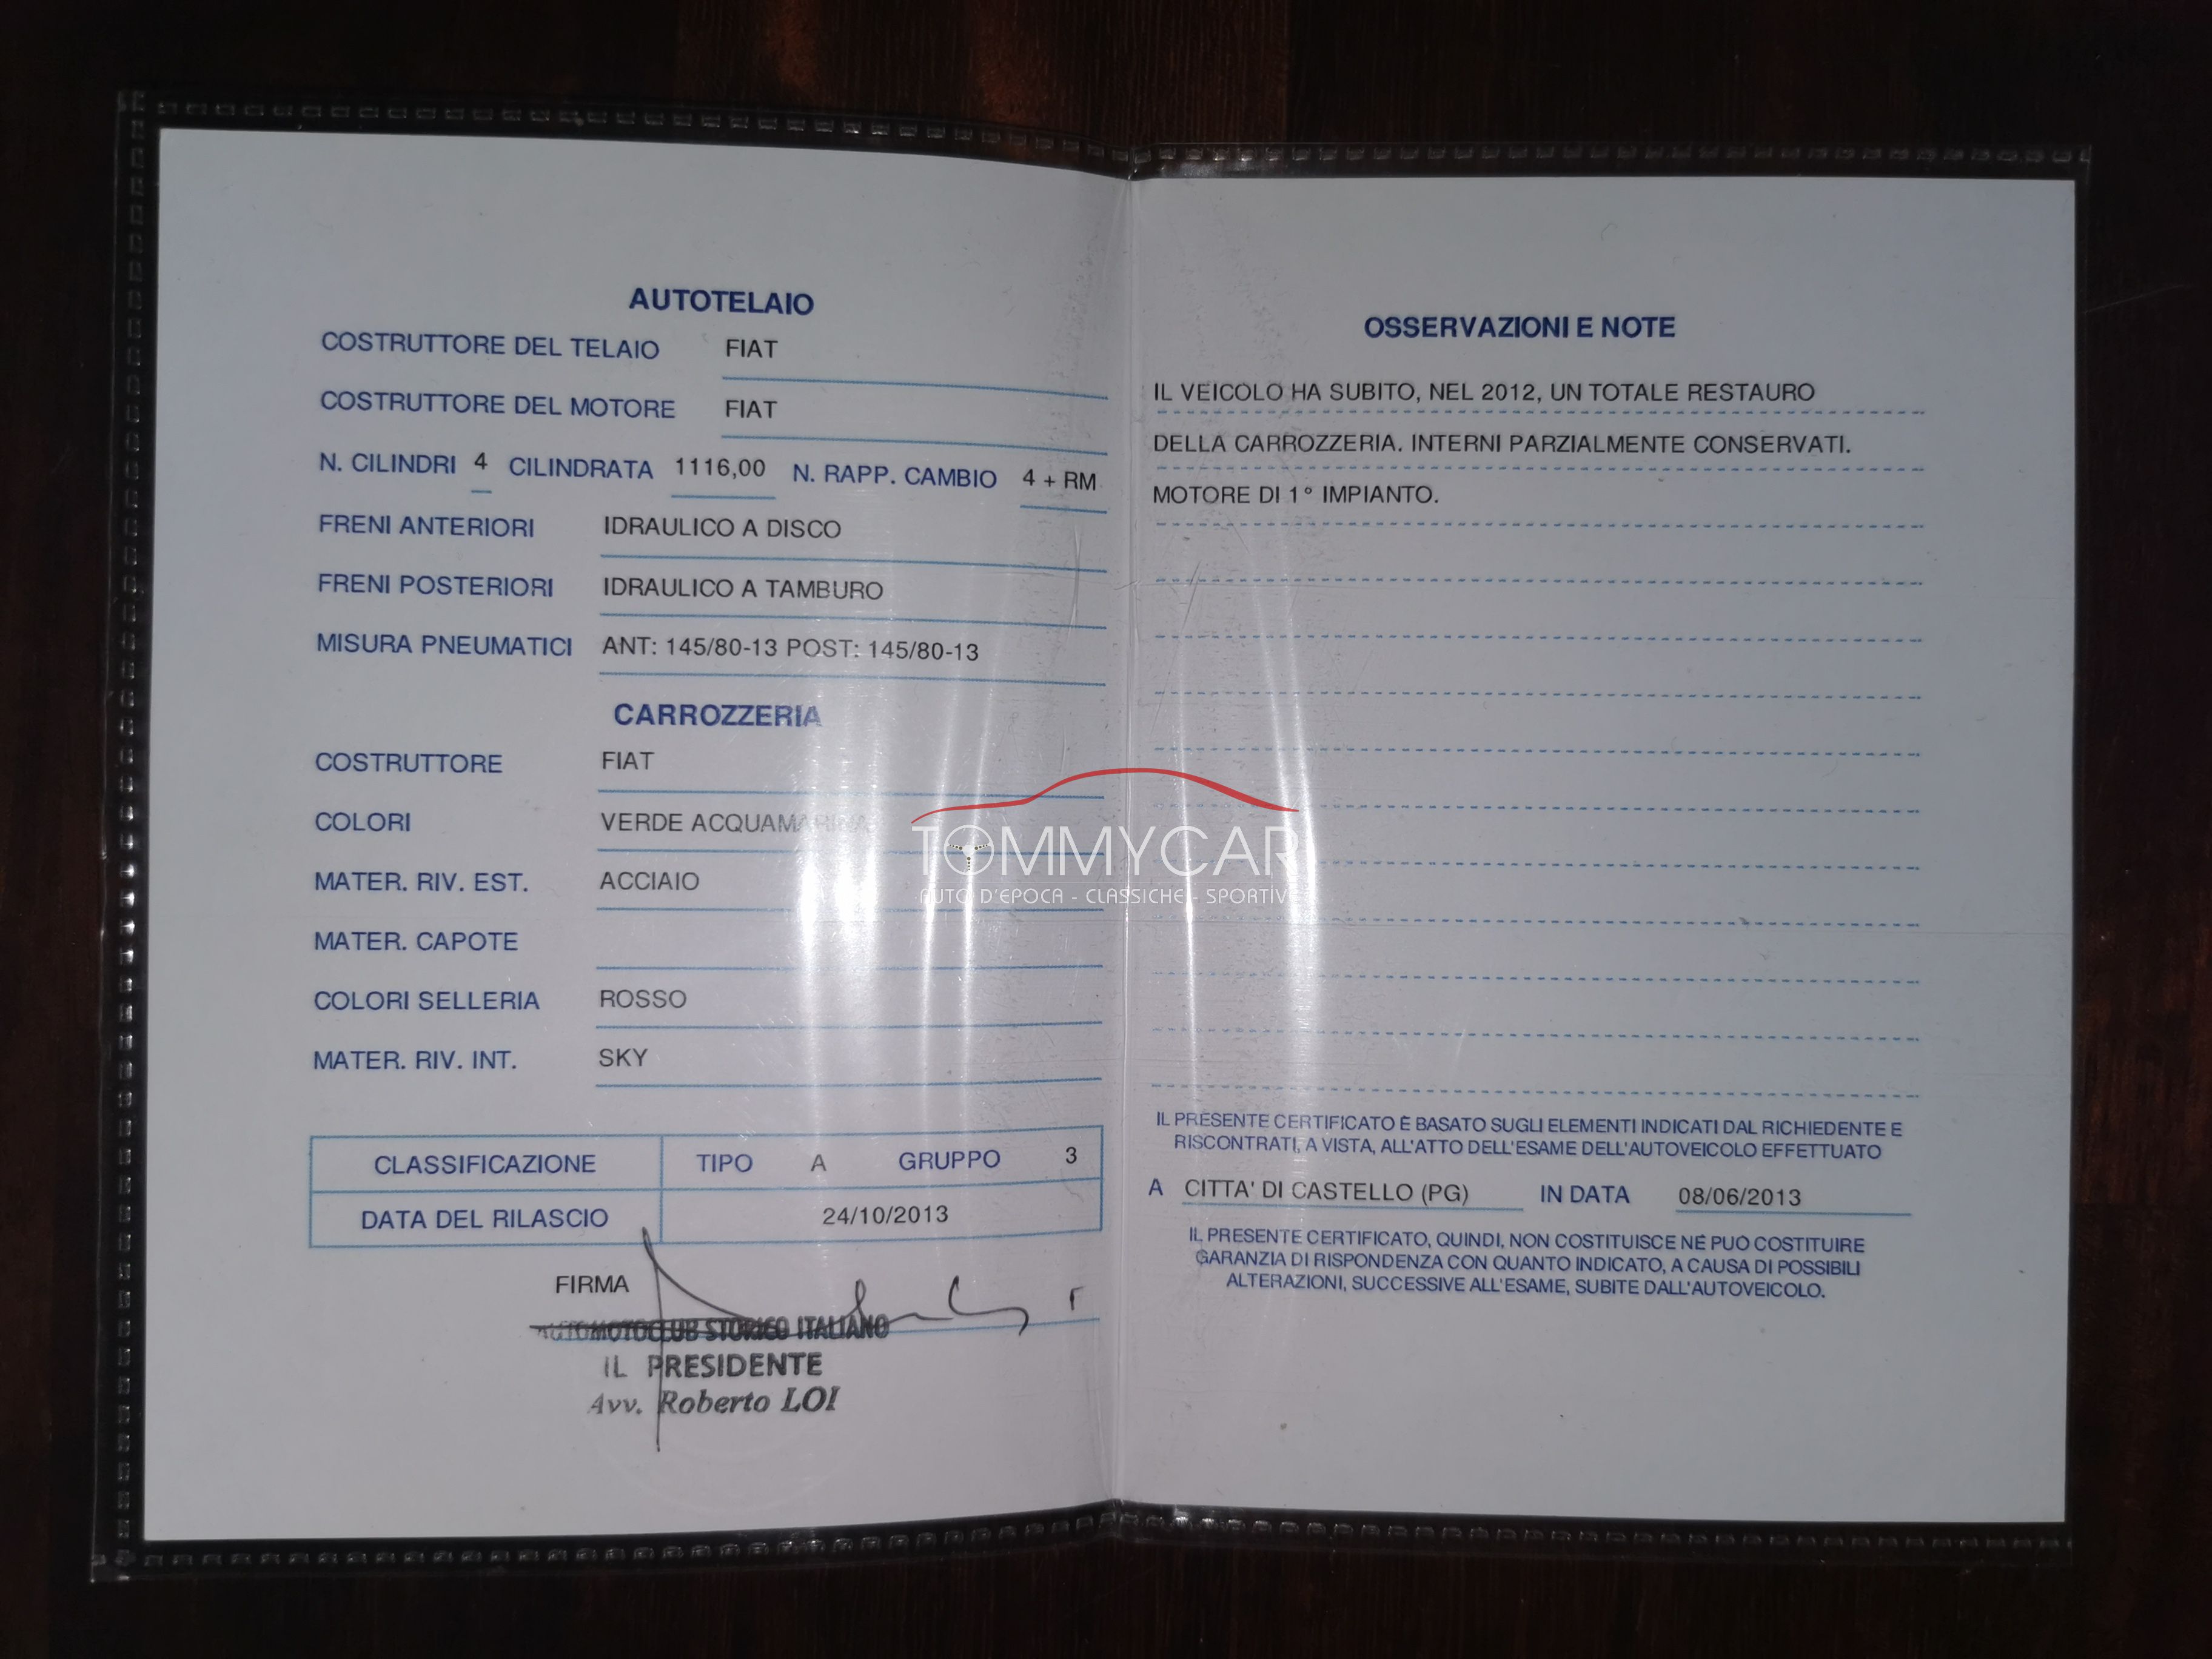 AUTOTELAIO
COSTRUTTORE DEL TELAIO FIAT
COSTRUTTORE DEL MOTORE FIAT
N. CILINDRI 4 CILINDRATA 1116,00 N. RAPP. CAMBIO 4 + RM
FRENI ANTERIORI IDRAULICO A DISCO
FRENI POSTERIORI IDRAULICO A TAMBURO
MISURA PNEUMATICI ANT: 145/80-13 POST: 145/80-13
CARROZZERIA
COSTRUTTORE FIAT
COLORI VERDE ACQUAMARINA
MATER. RIV. EST. ACCIAIO
MATER. CAPOTE
COLORI SELLERIA ROSSO
MATER. RIV. INT. SKY
CLASSIFICAZIONE TIPO A GRUPPO 3
DATA DEL RILASCIO 24/10/2013
FIRMA
AUTOMOTOCLUB STORICO ITALIANO
IL PRESIDENTE
Avv. Roberto LOI
OSSERVAZIONI E NOTE
IL VEICOLO HA SUBITO, NEL 2012, UN TOTALE RESTAURO
DELLA CARROZZERIA. INTERNI PARZIALMENTE CONSERVATI.
MOTORE DI 1° IMPIANTO.
IL PRESENTE CERTIFICATO È BASATO SUGLI ELEMENTI INDICATI DAL RICHIEDENTE E
RISCONTRATI, A VISTA, ALL'ATTO DELL'ESAME DELL'AUTOVEICOLO EFFETTUATO
A CITTA' DI CASTELLO (PG) IN DATA 08/06/2013
IL PRESENTE CERTIFICATO, QUINDI, NON COSTITUISCE NÉ PUÒ COSTITUIRE
GARANZIA DI RISPONDENZA CON QUANTO INDICATO, A CAUSA DI POSSIBILI
ALTERAZIONI, SUCCESSIVE ALL'ESAME, SUBITE DALL'AUTOVEICOLO.
TOMMYCAR
AUTO D'EPOCA - CLASSICHE - SPORTIVE